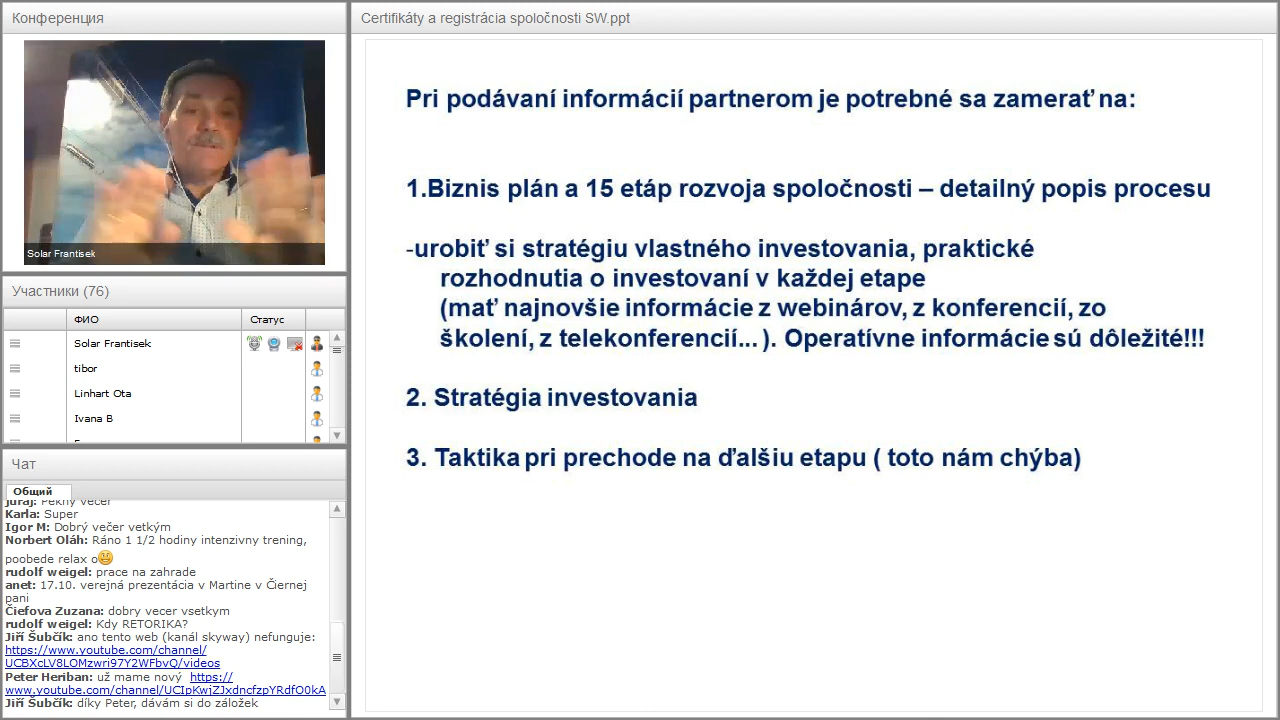 Конференция
Solar Frantisek
Участники (76)
ФИО
Статус
Solar Frantisek
tibor
Linhart Ota
Ivana B
Чат
Общий
juraj: Pekny vecer
Karla: Super
Igor M: Dobrý večer vetkým
Norbert Oláh: Ráno 1 1/2 hodiny intenzivny trening,
poobede relax o
rudolf weigel: prace na zahrade
anet: 17.10. verejná prezentácia v Martine v Čiernej
pani
Čiefova Zuzana: dobry vecer vsetkym
rudolf weigel: Kdy RETORIKA?
Jiří Šubčík: ano tento web (kanál skyway) nefunguje:
https://www.youtube.com/channel/
UCBXcLV8LOMzwri97Y2WFbvQ/videos
Peter Heriban: už mame nový https://
www.youtube.com/channel/UCIpKwjZJxdncfzpYRdfO0kA
Jiří Šubčík: díky Peter, dávám si do záložek
Certifikáty a registrácia spoločnosti SW.ppt
Pri podávaní informácií partnerom je potrebné sa zamerať na:
1.Biznis plán a 15 etáp rozvoja spoločnosti – detailný popis procesu
-urobiť si stratégiu vlastného investovania, praktické
rozhodnutia o investovaní v každej etape
(mať najnovšie informácie z webinárov, z konferencií, zo
školení, z telekonferencií... ). Operatívne informácie sú dôležité!!!
2. Stratégia investovania
3. Taktika pri prechode na ďalšiu etapu ( toto nám chýba)